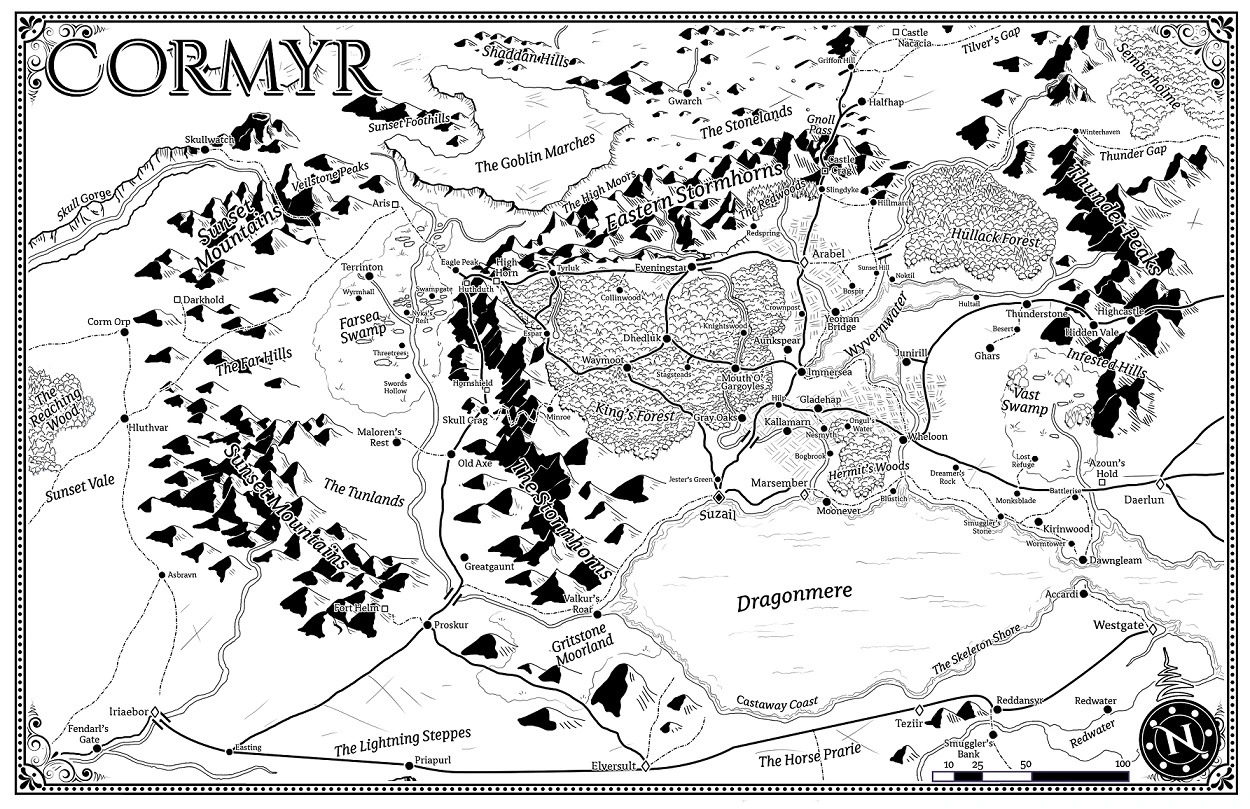 CORMYR
Shaddan Hills
Castle
Nacacia
Tilver's Gap
Semberholme
Griffon Hill
Gwarch
Halfhap
Sunset Foothills
The Stonelands
Gnoll
Pass
Winterhaven
Skullwatch
The Goblin Marches
Thunder Gap
Castle
Crag
Veilstone Peaks
The High Moors
Eastern Stormhorns
Slingdyke
Thunder Peaks
Skull Gorge
Aris
The Redwoods
Hillmarch
Sunset
Mountains
Redspring
Hullack Forest
Arabel
Eagle Peak
High
Horn
Tyrluk
Eveningstar
Sunset Hill
Noktil
Terrinton
Huthduth
Wyrmhall
Swampgate
Collinwood
Bospir
Darkhold
Nyka's
Rest
Crownpost
Hultail
Thunderstone
Highcastle
Corm Orp
Farsea
Swamp
Espar
Knightswood
Yeoman
Bridge
Wyvernwater
Besert
Hidden Vale
Dhedluk
Aunkspear
Ghars
The Far Hills
Threetrees
Waymoot
Junirill
Infested Hills
Swords
Hollow
Hornshield
Stagsteads
Mouth O'
Gargoyles
Immersea
The
Reaching
Wood
Vast
Swamp
Skull Crag
Minroe
King's Forest
Gray Oaks
Hilp
Gladehap
Hluthvar
Maloren's
Rest
Kallamarn
Nesmyth
Ongul's
Water
Wheloon
Old Axe
Bogbrook
Hermit's Woods
Lost
Refuge
Azoun's
Hold
Sunset Vale
The Tunlands
Jester's Green
Marsember
Dreamer's
Rock
Sunset Mountains
The Stormhorns
Suzail
Moonever
Blustich
Monksblade
Battlerise
Daerlun
Smuggler's
Stone
Kirinwood
Wormtower
Greatgaunt
Dawngleam
Asbravn
Dragonmere
Accardi
Fort Helm
Valkur's
Roar
Proskur
Gritstone
Moorland
The Skeleton Shore
Westgate
Castaway Coast
Iriaebor
Reddansyr
Redwater
Fendarl's
Gate
Teziir
Redwater
Easting
The Lightning Steppes
Smuggler's
Bank
N
The Horse Prarie
Priapurl
Elversult
10 25 50 100